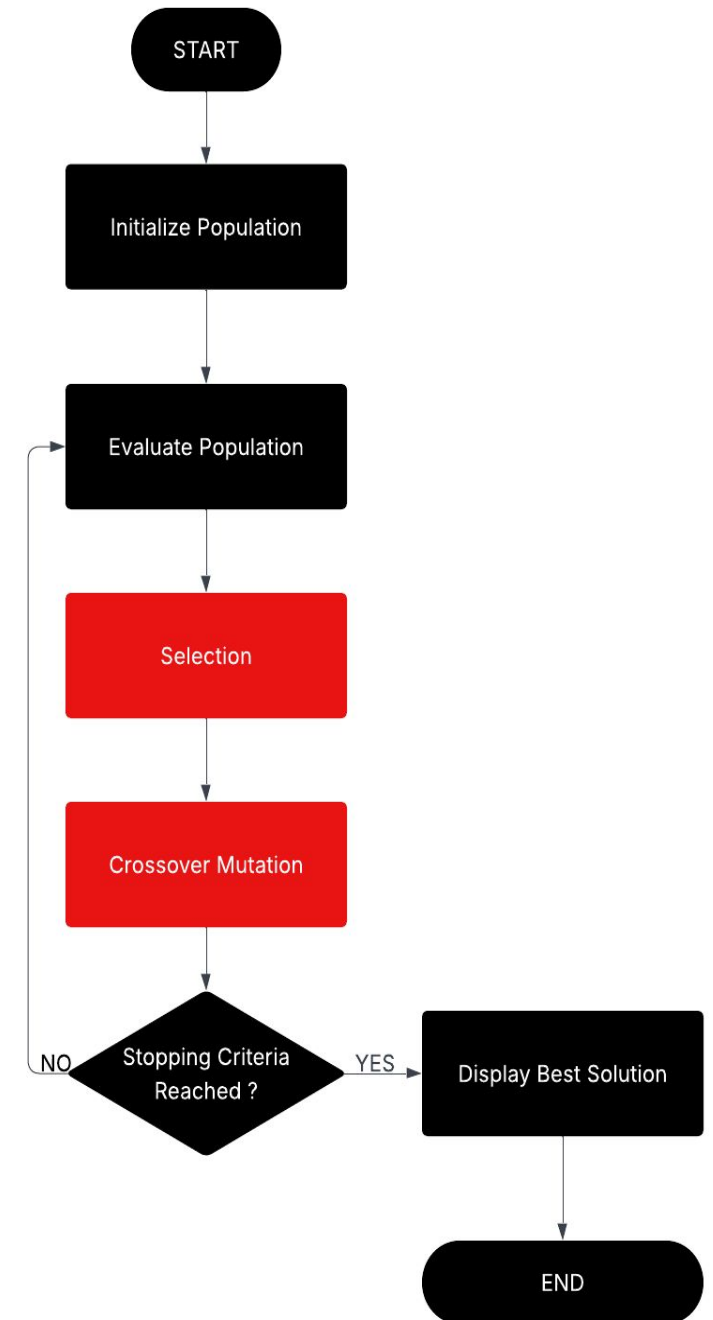 START
Initialize Population
Evaluate Population
Selection
Crossover Mutation
Stopping Criteria
Reached ?
NO
YES
Display Best Solution
END